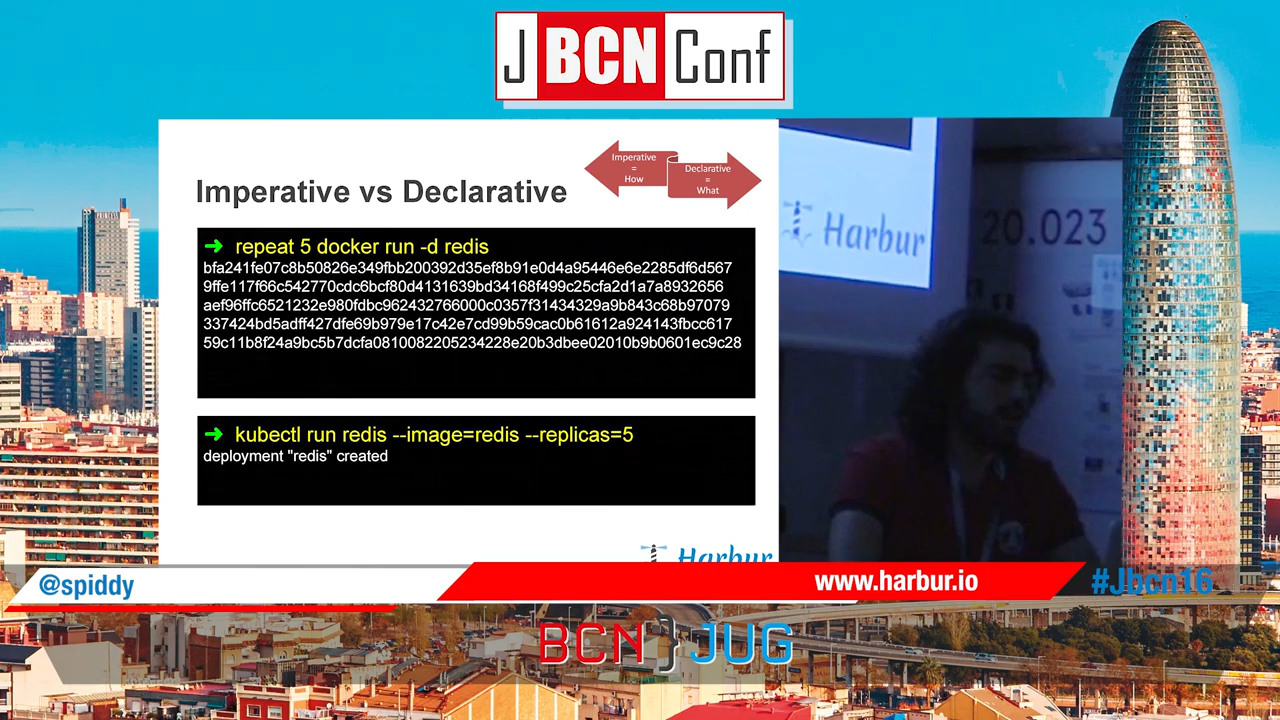 J BCN Conf
Imperative
=
How
Declarative
=
What
Imperative vs Declarative
➜ repeat 5 docker run -d redis
bfa241fe07c8b50826e349fbb200392d35ef8b91e0d4a95446e6e2285df6d567
9ffe117f66c542770cdc6bcf80d4131639bd34168f499c25cfa2d1a7a8932656
aef96ffc6521232e980fdbc962432766000c0357f31434329a9b843c68b97079
337424bd5adff427dfe69b979e17c42e7cd99b59cac0b61612a924143fbcc617
59c11b8f24a9bc5b7dcfa0810082205234228e20b3dbee02010b9b0601ec9c28
➜ kubectl run redis --image=redis --replicas=5
deployment "redis" created
Harbur
Harbur
20.023
@spiddy
www.harbur.io
#Jbcn16
BCN JUG